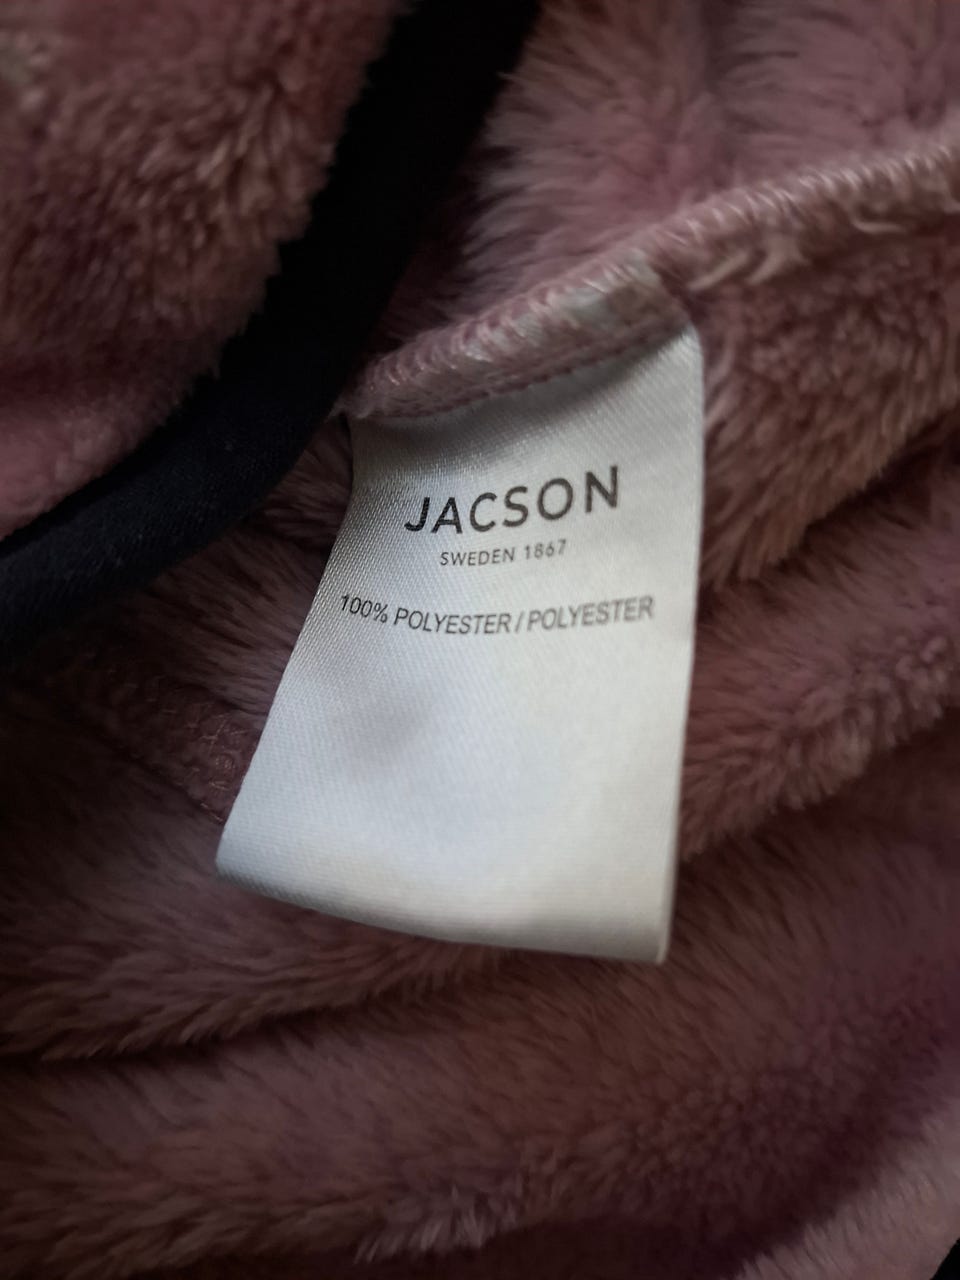 JACSON
SWEDEN 1867
100% POLYESTER / POLYESTER